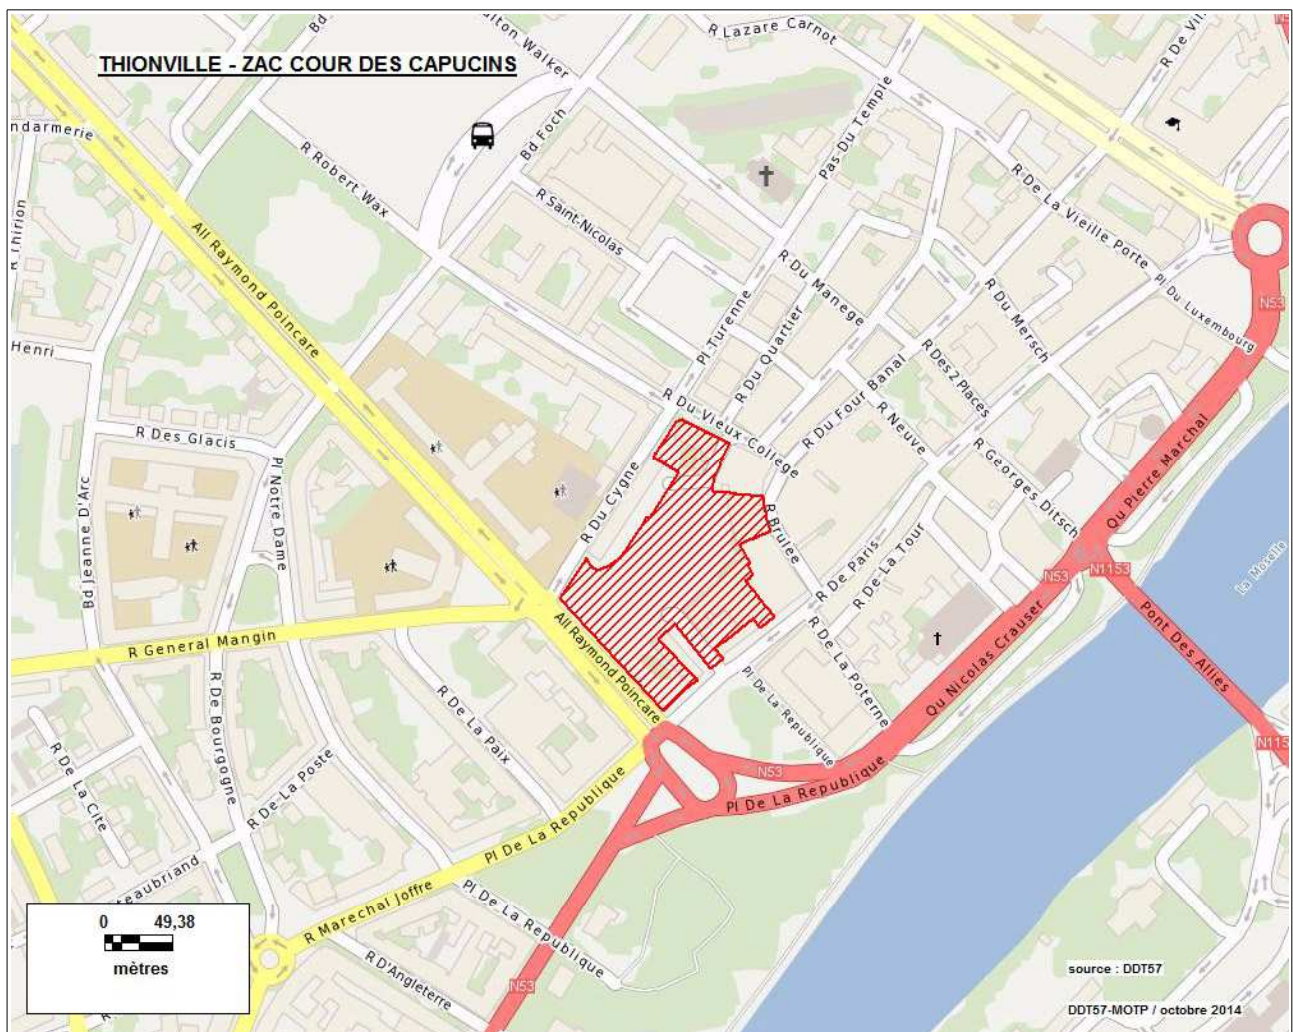 THIONVILLE - ZAC COUR DES CAPUCINS
Bd Foch
R Lazare Carnot
N53
ndarmerie
R Robert Wax
R Saint-Nicolas
Pas Du Temple
R De La Vieille Porte
Pl Du Luxembourg
N53
R Thirion
All Raymond Poincare
R Du Manege
R Du Mersch
Pl Turenne
R Du Quartier
R Des 2 Places
Henri
R Du Four Banal
R Du Vieux College
R Neuve
R Des Glacis
Pl Notre Dame
R Du Cygne
R Georges Ditsch
Qu Pierre Marchal
Bd Jeanne D'Arc
R Brulee
R De Paris
R De La Tour
N53
N1153
La Moselle
R General Mangin
All Raymond Poincare
R De La Poterne
Qu Nicolas Crauser
Pont Des Allies
R De Bourgogne
R De La Paix
Pl De La Republique
N53
N115
R De La Cite
R De La Poste
Pl De La Republique
Pl De La Republique
teaubriand
R Marechal Joffre
Pl De La Republique
R D'Angleterre
N53
0 49,38
mètres
source : DDT57
DDT57-MOTP / octobre 2014